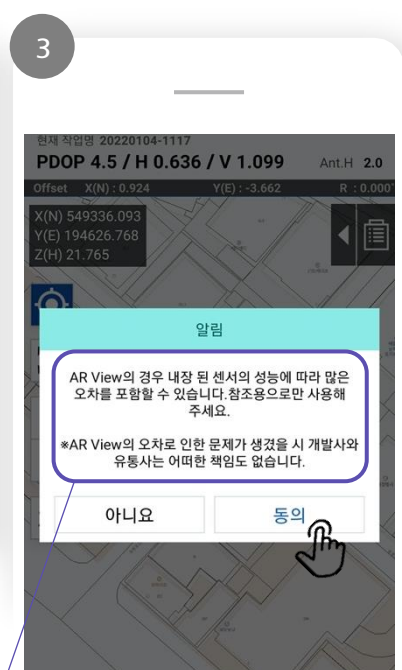 3
현재 작업명 20220104-1117
PDOP 4.5 / H 0.636 / V 1.099 Ant.H 2.0
Offset X(N) : 0.924 Y(E) : -3.662 R : 0.000°
X(N) 549336.093
Y(E) 194626.768
Z(H) 21.765
알림
AR View의 경우 내장 된 센서의 성능에 따라 많은
오차를 포함할 수 있습니다.참조용으로만 사용해
주세요.
※AR View의 오차로 인한 문제가 생겼을 시 개발사와
유통사는 어떠한 책임도 없습니다.
아니요 동의